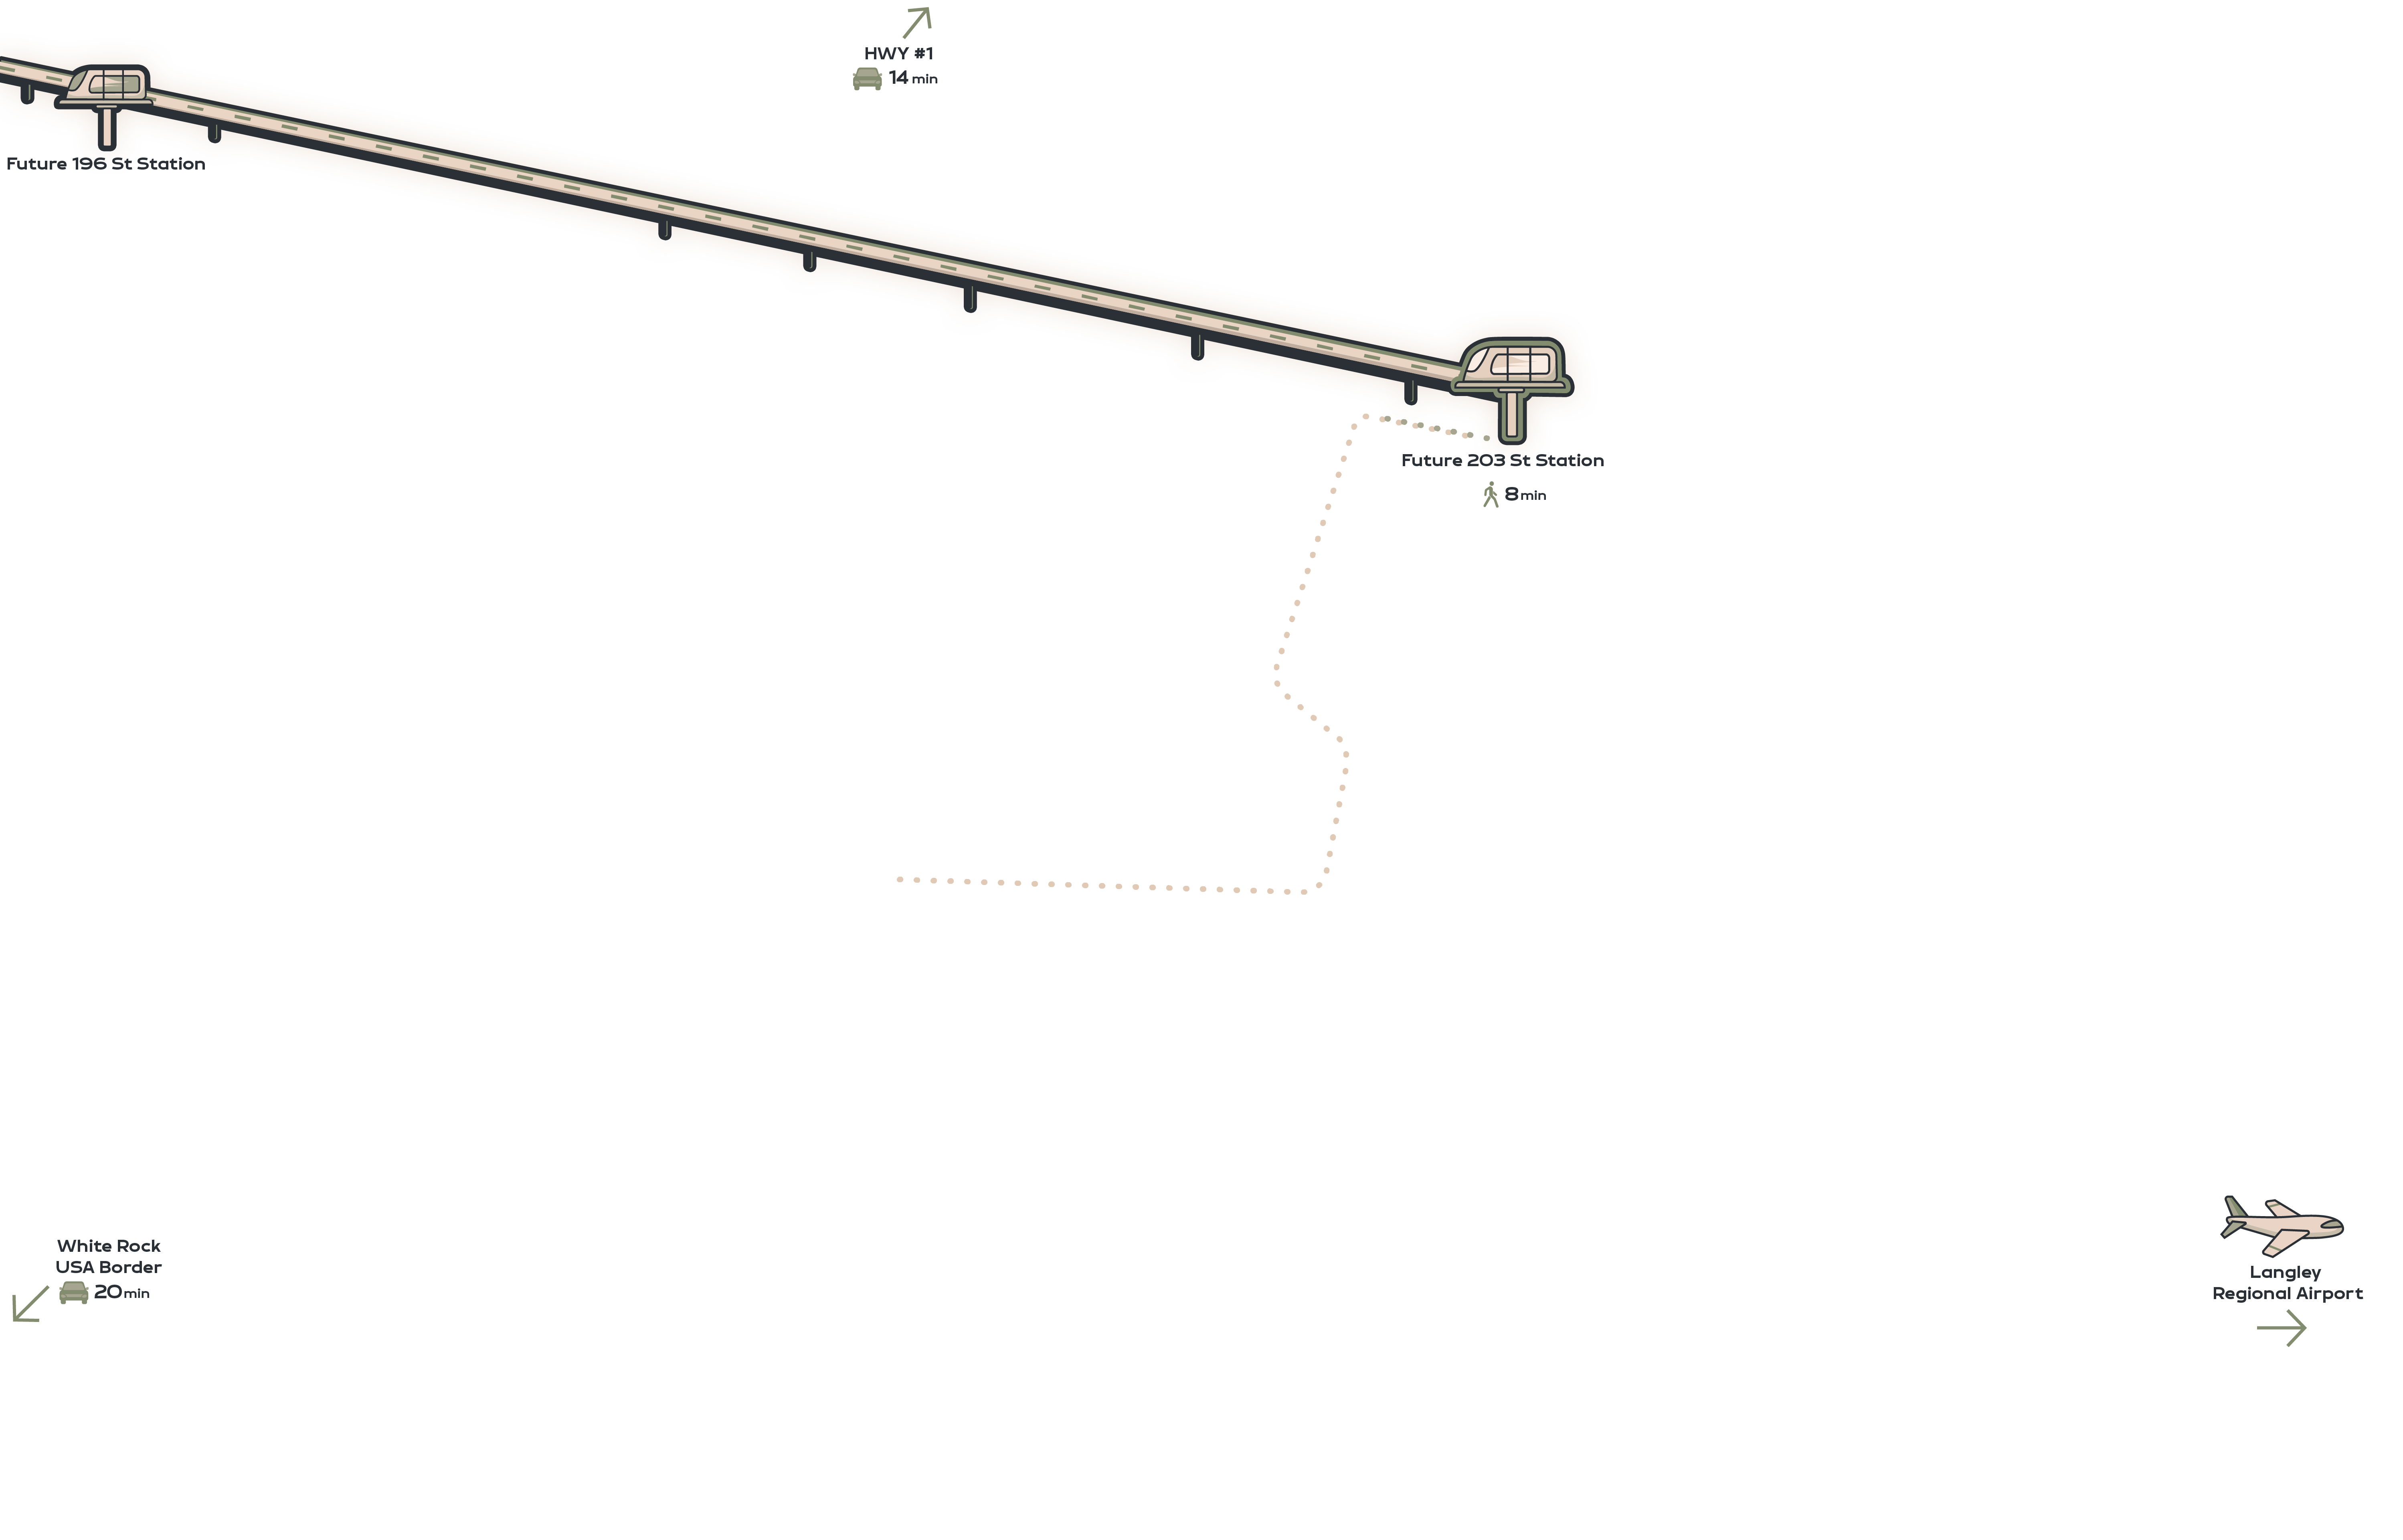 HWY #1
14 min
Future 196 St Station
Future 203 St Station
8 min
White Rock
USA Border
20 min
Langley
Regional Airport